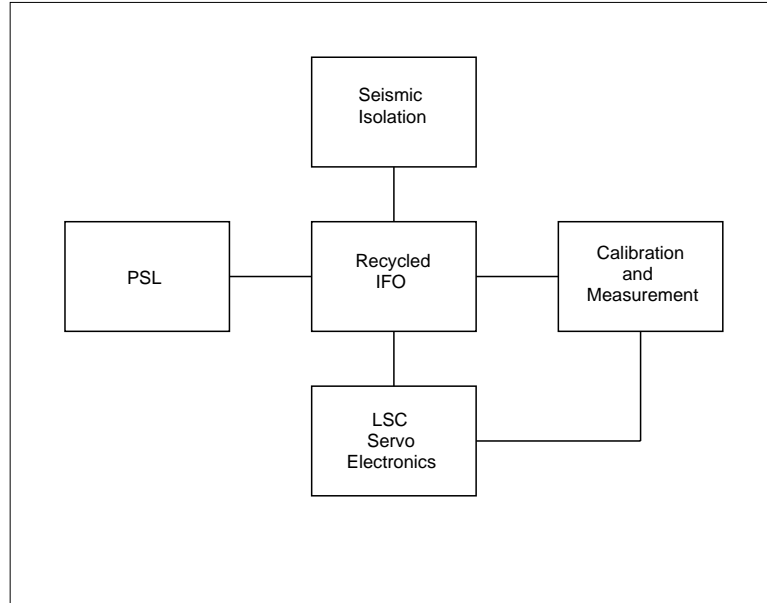 Seismic
Isolation
PSL
Recycled
IFO
Calibration
and
Measurement
LSC
Servo
Electronics